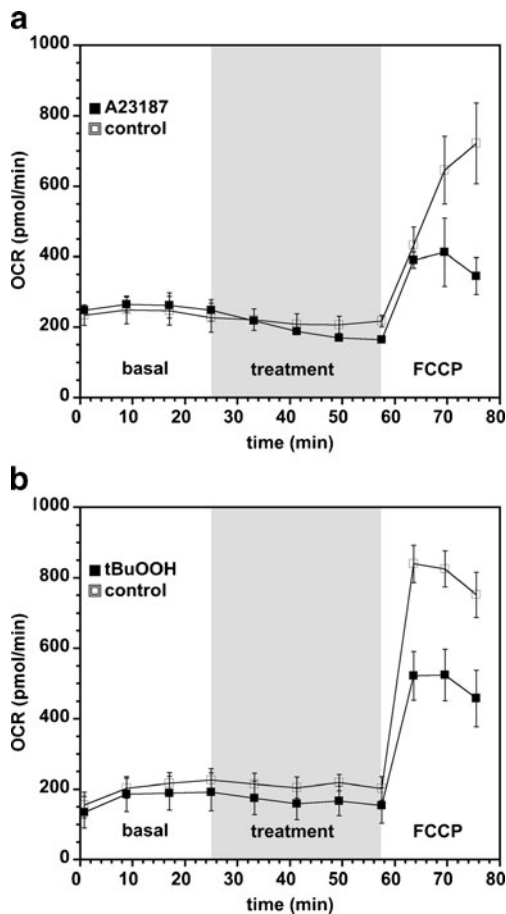 a
1000
800
600
400
200
0
OCR (pmol/min)
A23187
control
basal
treatment
FCCP
0 10 20 30 40 50 60 70 80
time (min)
b
1000
800
600
400
200
0
OCR (pmol/min)
tBuOOH
control
basal
treatment
FCCP
0 10 20 30 40 50 60 70 80
time (min)